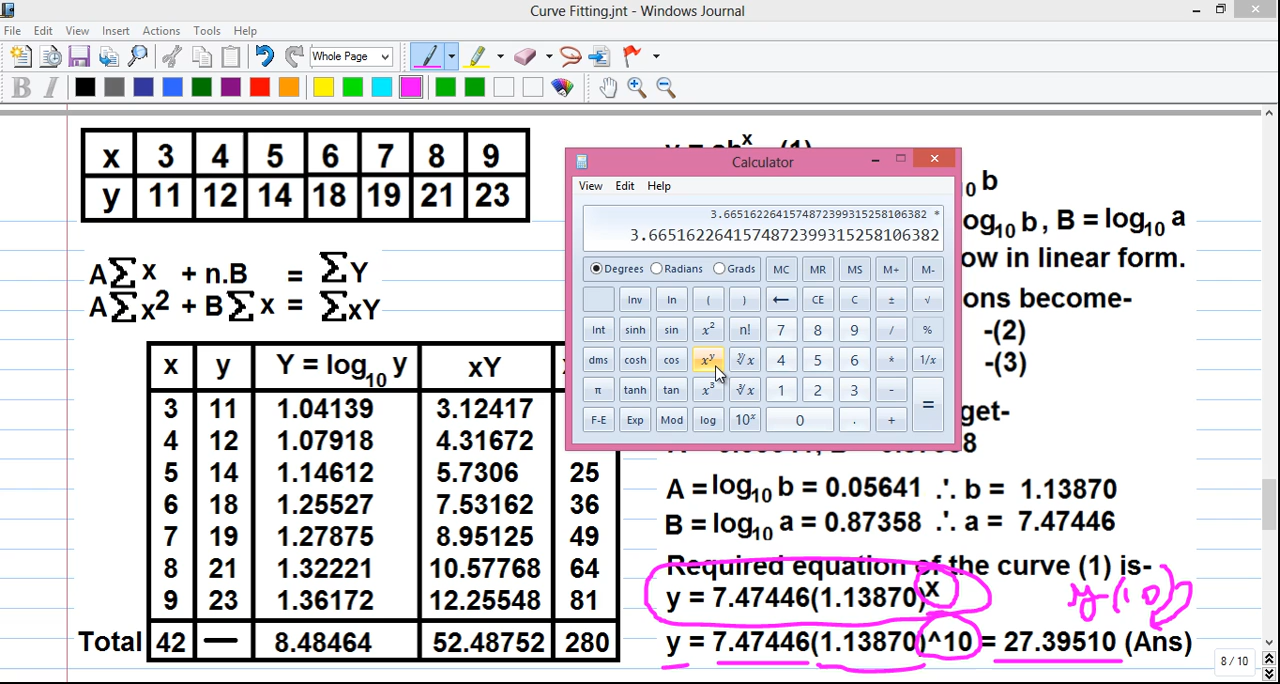 Curve Fitting.jnt - Windows Journal
File Edit View Insert Actions Tools Help
Whole Page
B I
x 3 4 5 6 7 8 9
y 11 12 14 18 19 21 23
A∑x + n.B = ∑Y
A∑x² + B∑x = ∑xY
x y Y = log₁₀ y xY
3 11 1.04139 3.12417
4 12 1.07918 4.31672
5 14 1.14612 5.7306 25
6 18 1.25527 7.53162 36
7 19 1.27875 8.95125 49
8 21 1.32221 10.57768 64
9 23 1.36172 12.25548 81
Total 42 — 8.48464 52.48752 280
Calculator
View Edit Help
3.6651622641574872399315258106382 *
3.6651622641574872399315258106382
Degrees Radians Grads MC MR MS M+ M-
Inv ln ( ) ← CE C ± √
Int sinh sin x² n! 7 8 9 / %
dms cosh cos xʸ ʸ√x 4 5 6 * 1/x
π tanh tan x³ ³√x 1 2 3 - =
F-E Exp Mod log 10ˣ 0 . +
b
log₁₀ b, B = log₁₀ a
ow in linear form.
ons become-
-(2)
-(3)
get-
A = log₁₀ b = 0.05641 ∴ b = 1.13870
B = log₁₀ a = 0.87358 ∴ a = 7.47446
Required equation of the curve (1) is-
y = 7.47446(1.13870)ˣ y(10)
y = 7.47446(1.13870)^10 = 27.39510 (Ans)
8 / 10